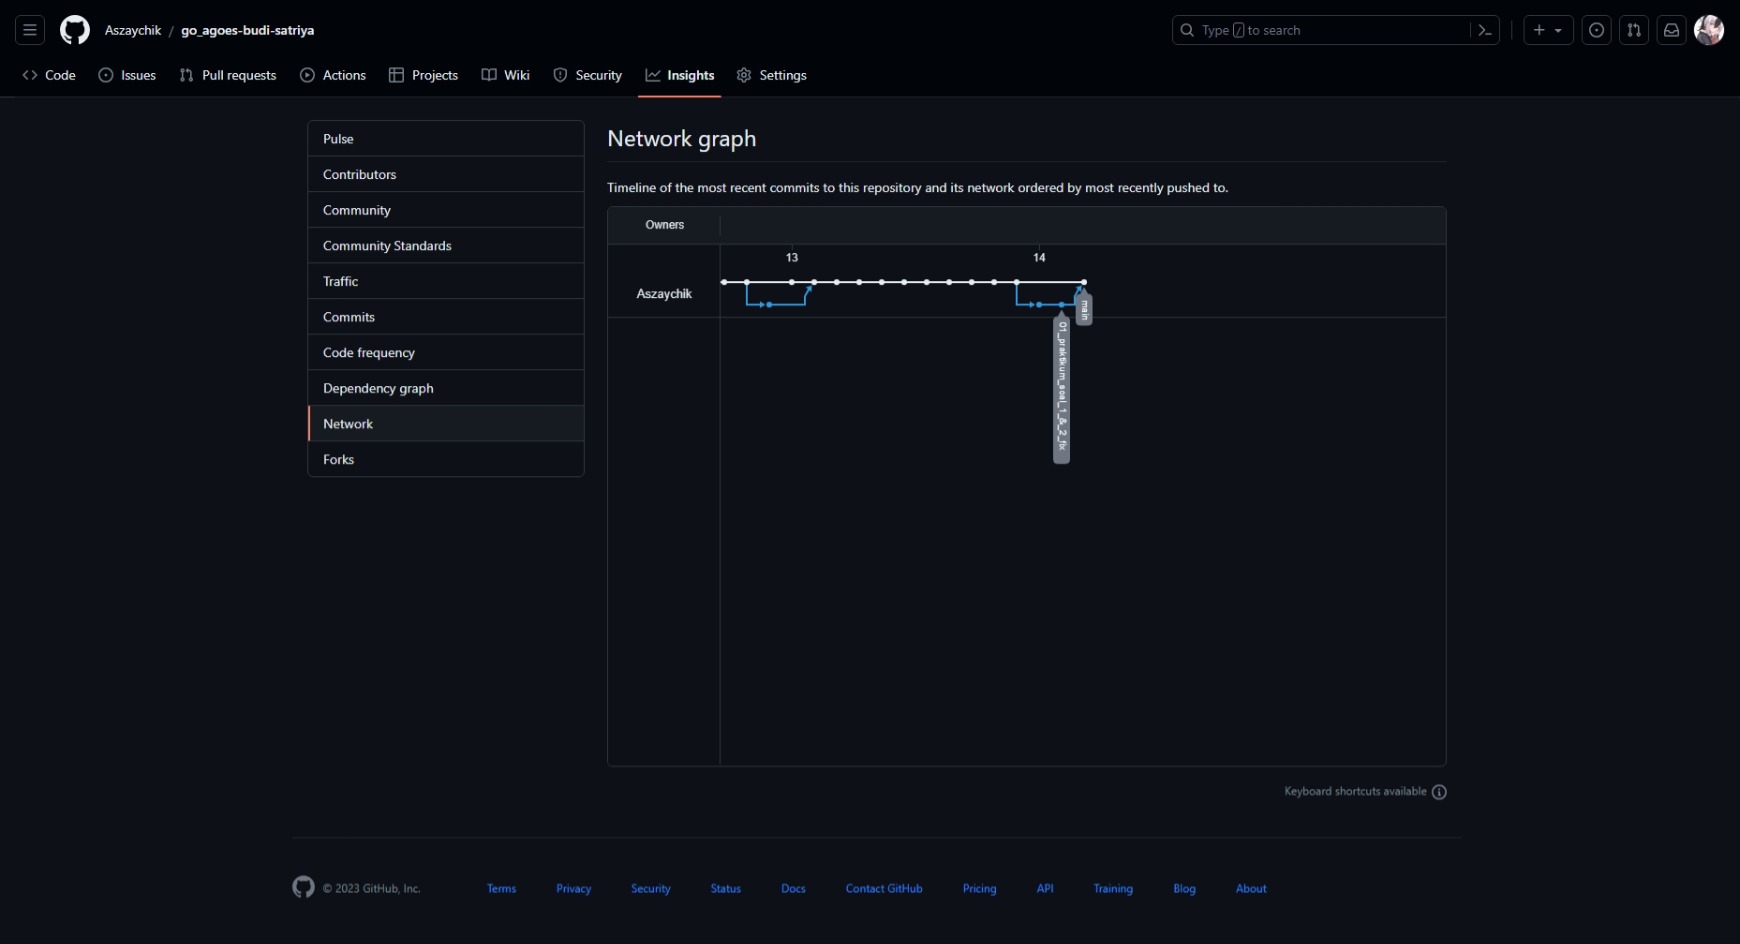 Aszaychik / go_agoes-budi-satriya
Type / to search
Code Issues Pull requests Actions Projects Wiki Security Insights Settings
Pulse
Contributors
Community
Community Standards
Traffic
Commits
Code frequency
Dependency graph
Network
Forks
Network graph
Timeline of the most recent commits to this repository and its network ordered by most recently pushed to.
Owners
13 14
Aszaychik
main
01_praktikum_soal_1_&_2_fix
Keyboard shortcuts available
© 2023 GitHub, Inc. Terms Privacy Security Status Docs Contact GitHub Pricing API Training Blog About